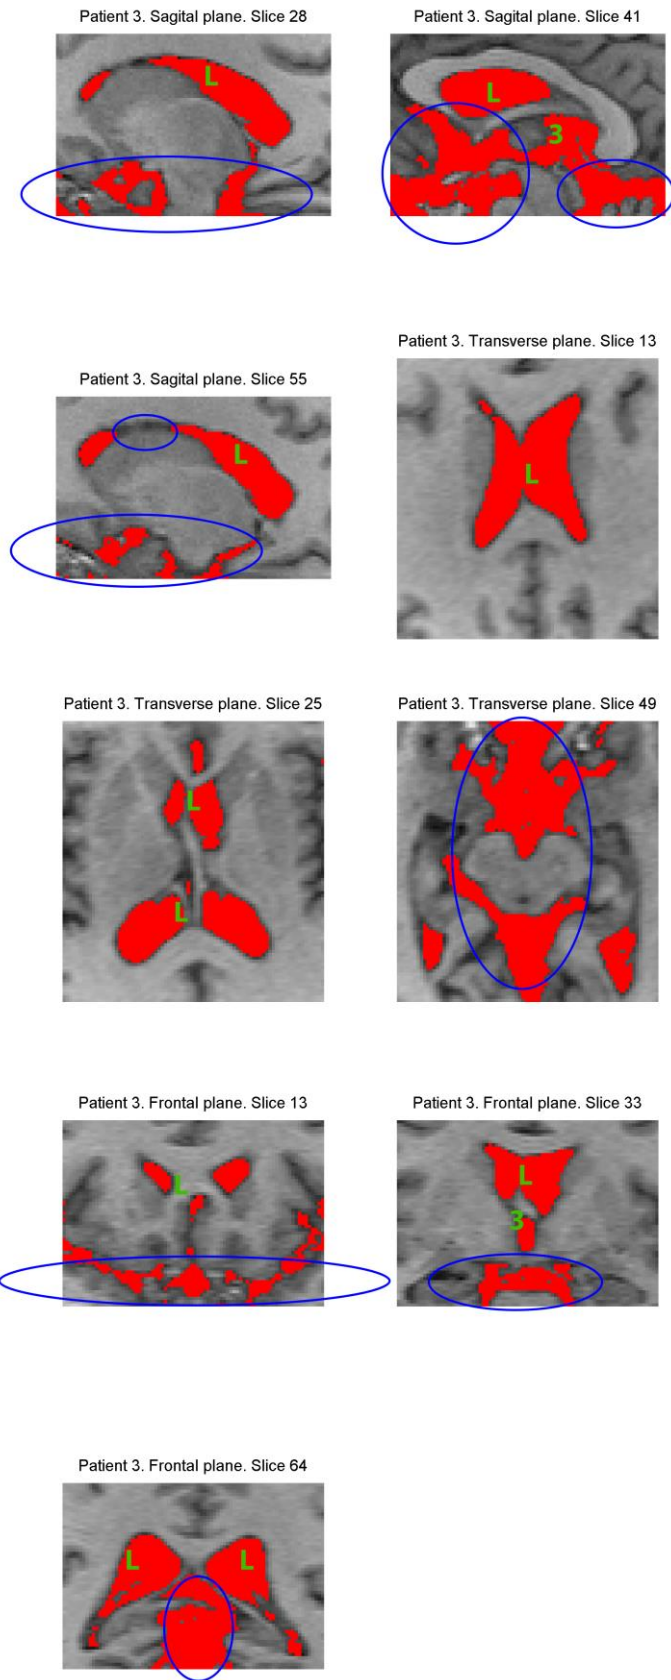 Patient 3. Sagital plane. Slice 28
Patient 3. Sagital plane. Slice 41
L
L
3
Patient 3. Transverse plane. Slice 13
Patient 3. Sagital plane. Slice 55
L
L
Patient 3. Transverse plane. Slice 25
Patient 3. Transverse plane. Slice 49
L
L
Patient 3. Frontal plane. Slice 13
Patient 3. Frontal plane. Slice 33
L
L
3
Patient 3. Frontal plane. Slice 64
L
L